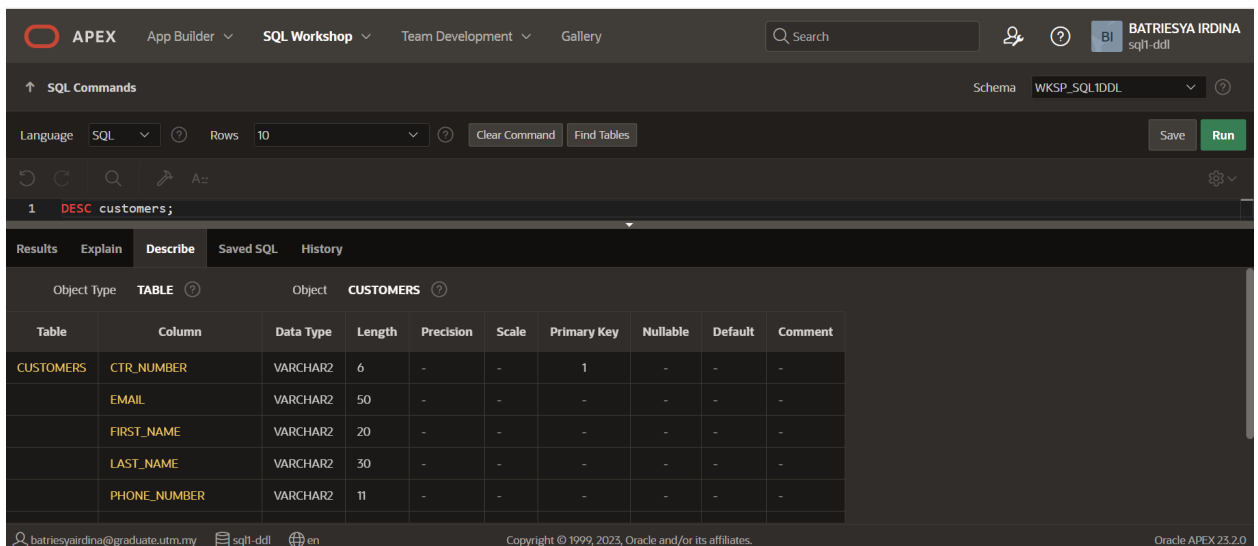 APEX App Builder SQL Workshop Team Development Gallery Search BI BATRIESYA IRDINA
sql1-ddl
SQL Commands Schema WKSP_SQL1DDL
Language SQL Rows 10 Clear Command Find Tables Save Run
A::
1 DESC customers;
Results Explain Describe Saved SQL History
Object Type TABLE Object CUSTOMERS
Table Column Data Type Length Precision Scale Primary Key Nullable Default Comment
CUSTOMERS CTR_NUMBER VARCHAR2 6 - - 1 - - -
EMAIL VARCHAR2 50 - - - - - -
FIRST_NAME VARCHAR2 20 - - - - - -
LAST_NAME VARCHAR2 30 - - - - - -
PHONE_NUMBER VARCHAR2 11 - - - - - -
batriesyairdina@graduate.utm.my sql1-ddl en Copyright © 1999, 2023, Oracle and/or its affiliates. Oracle APEX 23.2.0